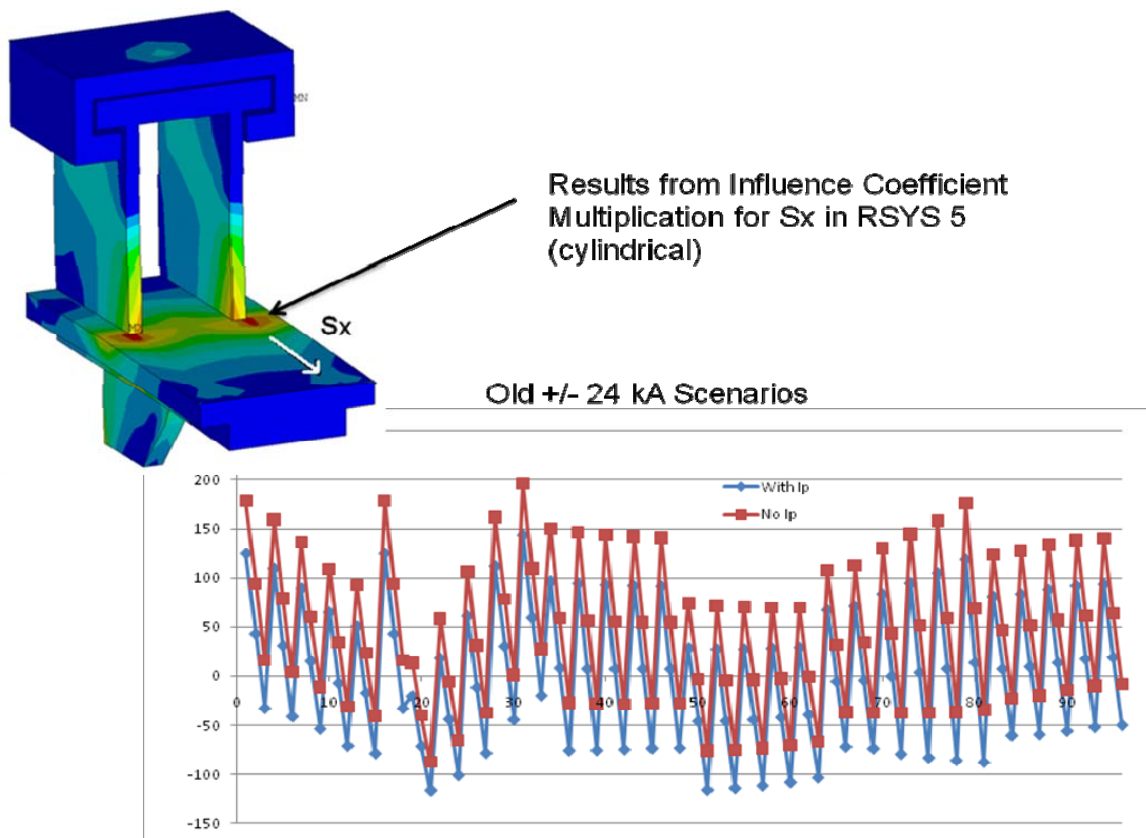 Results from Influence Coefficient
Multiplication for Sx in RSYS 5
(cylindrical)
Sx
Old +/- 24 kA Scenarios
200
150
100
50
0
-50
-100
-150
0
10
20
30
40
50
60
70
80
90
With Ip
No Ip